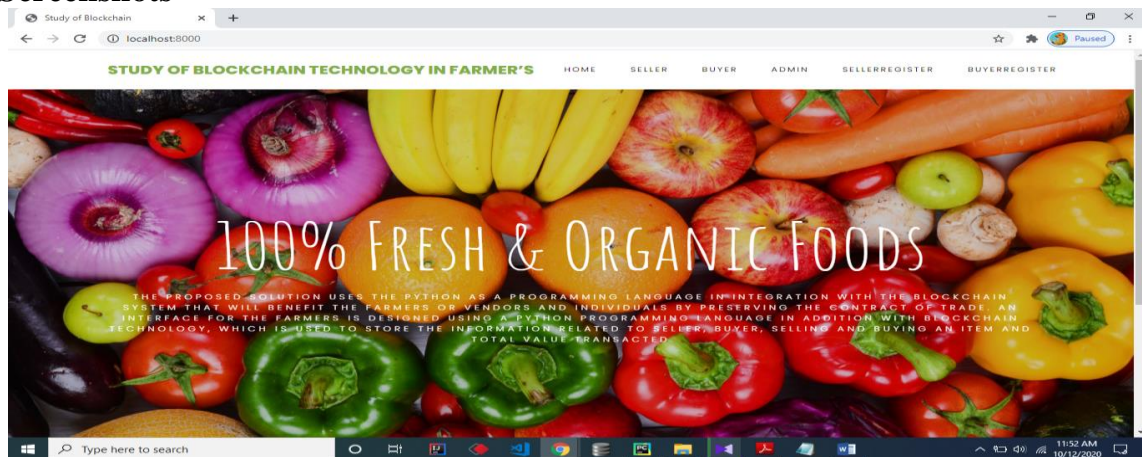 Screenshots
Study of Blockchain
localhost:8000
Paused
STUDY OF BLOCKCHAIN TECHNOLOGY IN FARMER'S HOME SELLER BUYER ADMIN SELLERREGISTER BUYERREGISTER
100% FRESH & ORGANIC FOODS
THE PROPOSED SOLUTION USES THE PYTHON AS A PROGRAMMING LANGUAGE IN INTEGRATION WITH THE BLOCKCHAIN
SYSTEM THAT WILL BENEFIT THE FARMERS OR VENDORS AND INDIVIDUALS BY PRESERVING THE CONTRACT OF TRADE. AN
INTERFACE FOR THE FARMERS IS DESIGNED USING A PYTHON PROGRAMMING LANGUAGE IN ADDITION WITH BLOCKCHAIN
TECHNOLOGY, WHICH IS USED TO STORE THE INFORMATION RELATED TO SELLER, BUYER, SELLING AND BUYING AN ITEM AND
TOTAL VALUE TRANSACTED
Type here to search
11:52 AM
10/12/2020